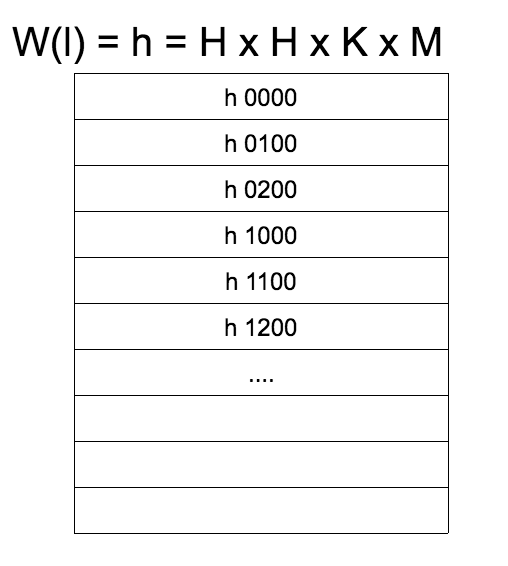 W(l) = h = H x H x K x M
h 0000
h 0100
h 0200
h 1000
h 1100
h 1200
....